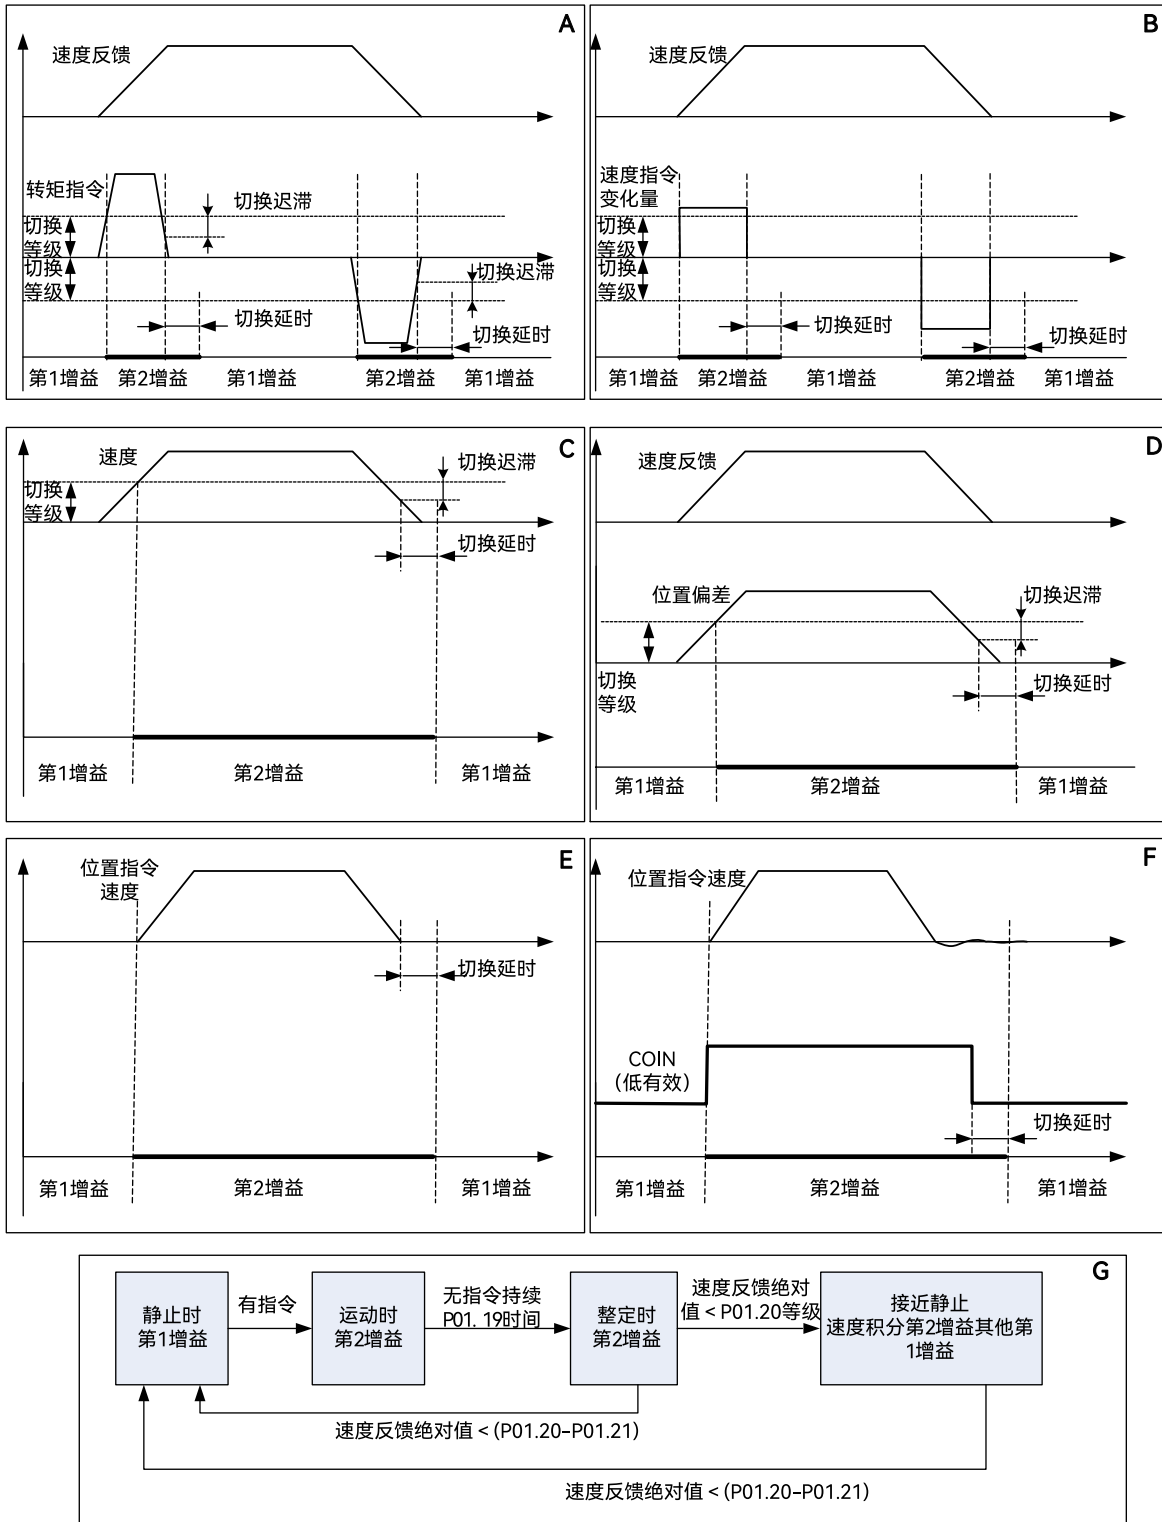 A
速度反馈
转矩指令
切换迟滞
切换
等级
切换
等级
切换迟滞
切换延时
切换延时
第1增益
第2增益
第1增益
第2增益
第1增益
B
速度反馈
速度指令
变化量
切换
等级
切换
等级
切换延时
切换延时
第1增益
第2增益
第1增益
第2增益
第1增益
C
速度
切换迟滞
切换
等级
切换延时
第1增益
第2增益
第1增益
D
速度反馈
位置偏差
切换迟滞
切换
等级
切换延时
第1增益
第2增益
第1增益
E
位置指令
速度
切换延时
第1增益
第2增益
第1增益
F
位置指令速度
COIN
（低有效）
切换延时
第1增益
第2增益
第1增益
G
静止时
第1增益
有指令
运动时
第2增益
无指令持续
P01. 19时间
整定时
第2增益
速度反馈绝对
值 < P01.20等级
接近静止
速度积分第2增益其他第
1增益
速度反馈绝对值 < (P01.20-P01.21)
速度反馈绝对值 < (P01.20-P01.21)